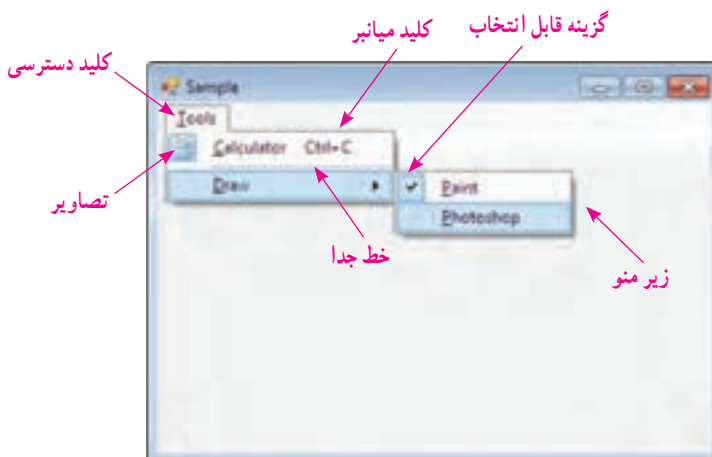 گزینه قابل انتخاب
کلید میانبر
کلید دسترسی
Sample
Tools
Calculator Ctrl+C
Draw
Paint
Photoshop
تصاویر
خط جدا
زیر منو